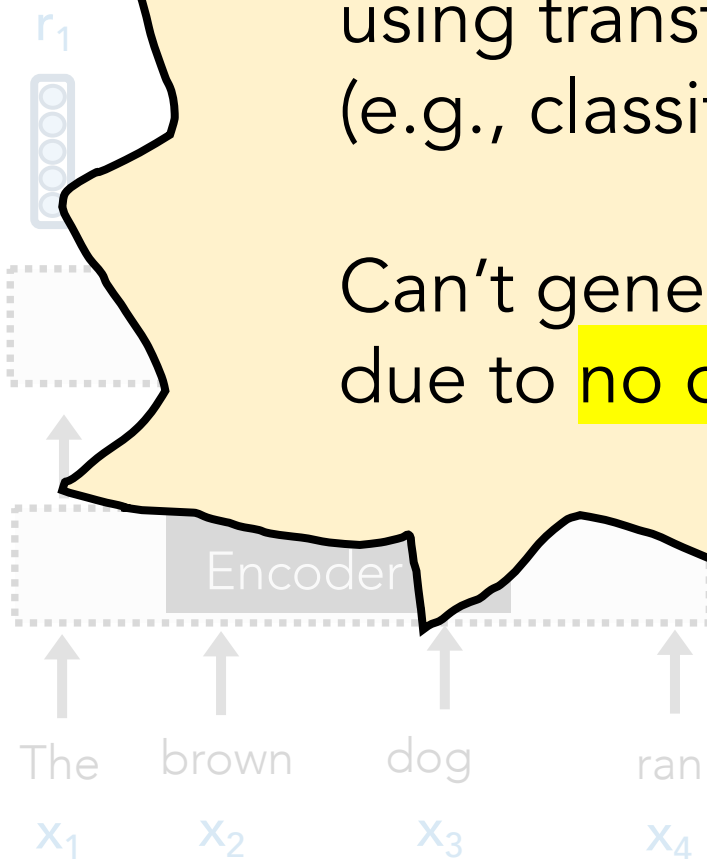 r1
using transf
(e.g., classif
Can't gene
due to no
Encoder
The brown dog ran
x1 x2 x3 x4